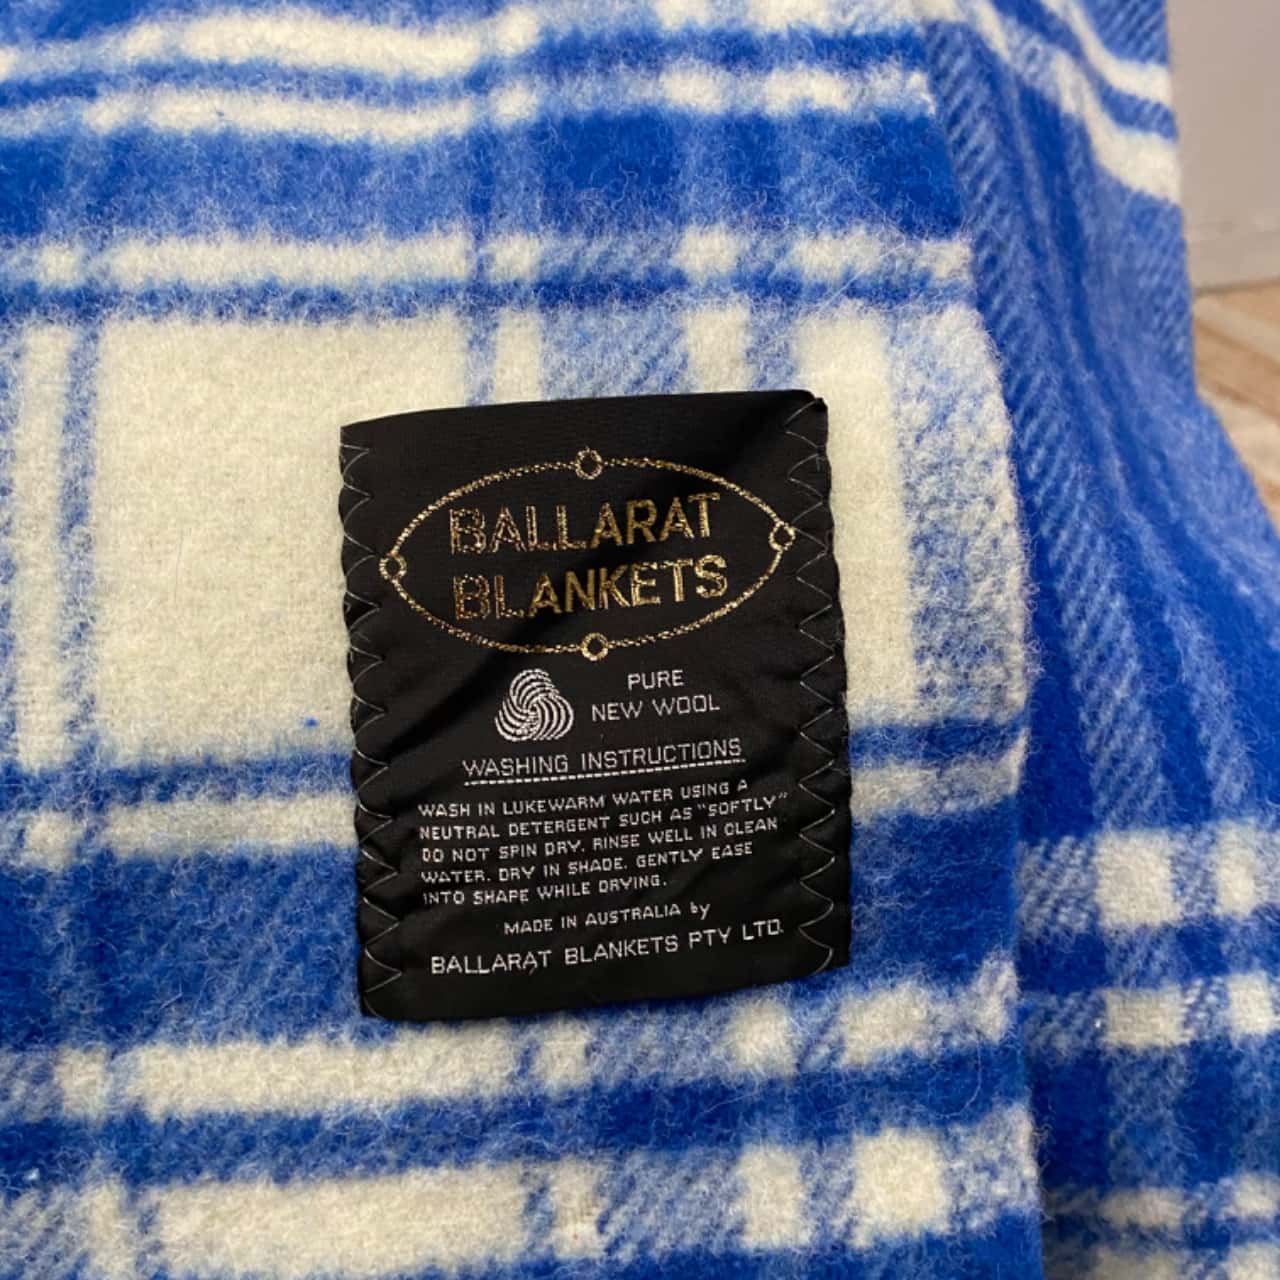 BALLARAT
BLANKETS
PURE
NEW WOOL
WASHING INSTRUCTIONS
WASH IN LUKEWARM WATER USING A
NEUTRAL DETERGENT SUCH AS "SOFTLY"
DO NOT SPIN DRY. RINSE WELL IN CLEAN
WATER. DRY IN SHADE. GENTLY EASE
INTO SHAPE WHILE DRYING.
MADE IN AUSTRALIA by
BALLARAT BLANKETS PTY LTD.